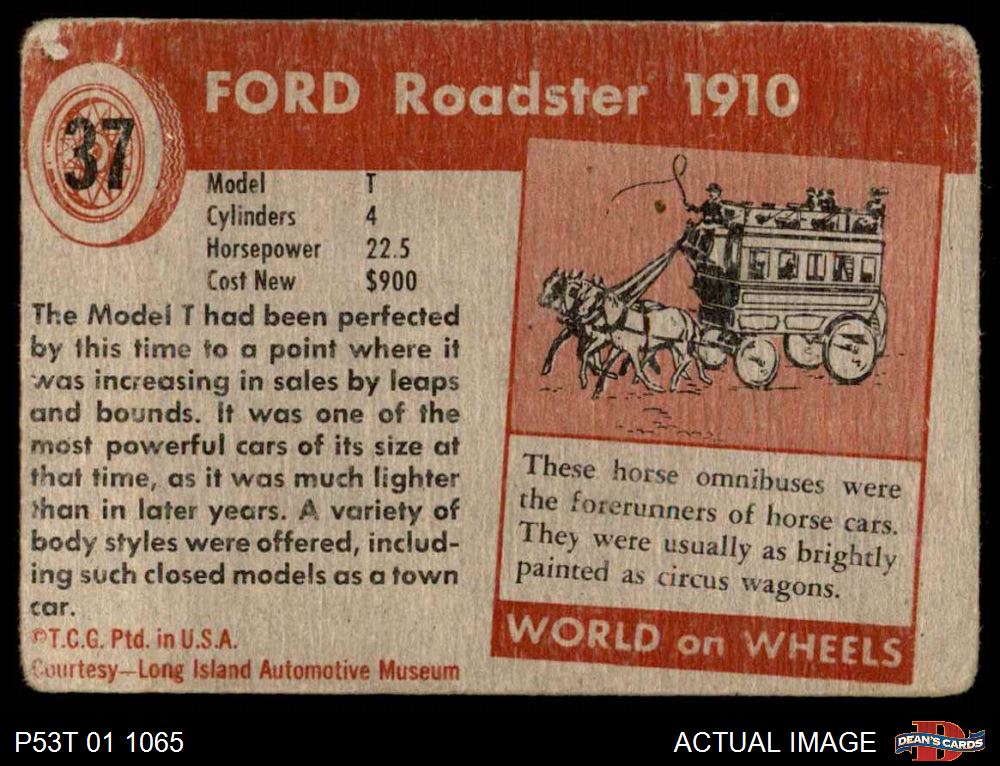 37
FORD Roadster 1910
Model T
Cylinders 4
Horsepower 22.5
Cost New $900
The Model T had been perfected
by this time to a point where it
was increasing in sales by leaps
and bounds. It was one of the
most powerful cars of its size at
that time, as it was much lighter
than in later years. A variety of
body styles were offered, includ-
ing such closed models as a town
car.
©T.C.G. Ptd. in U.S.A.
Courtesy—Long Island Automotive Museum
These horse omnibuses were
the forerunners of horse cars.
They were usually as brightly
painted as circus wagons.
WORLD on WHEELS
P53T 01 1065
ACTUAL IMAGE
DEAN'S CARDS